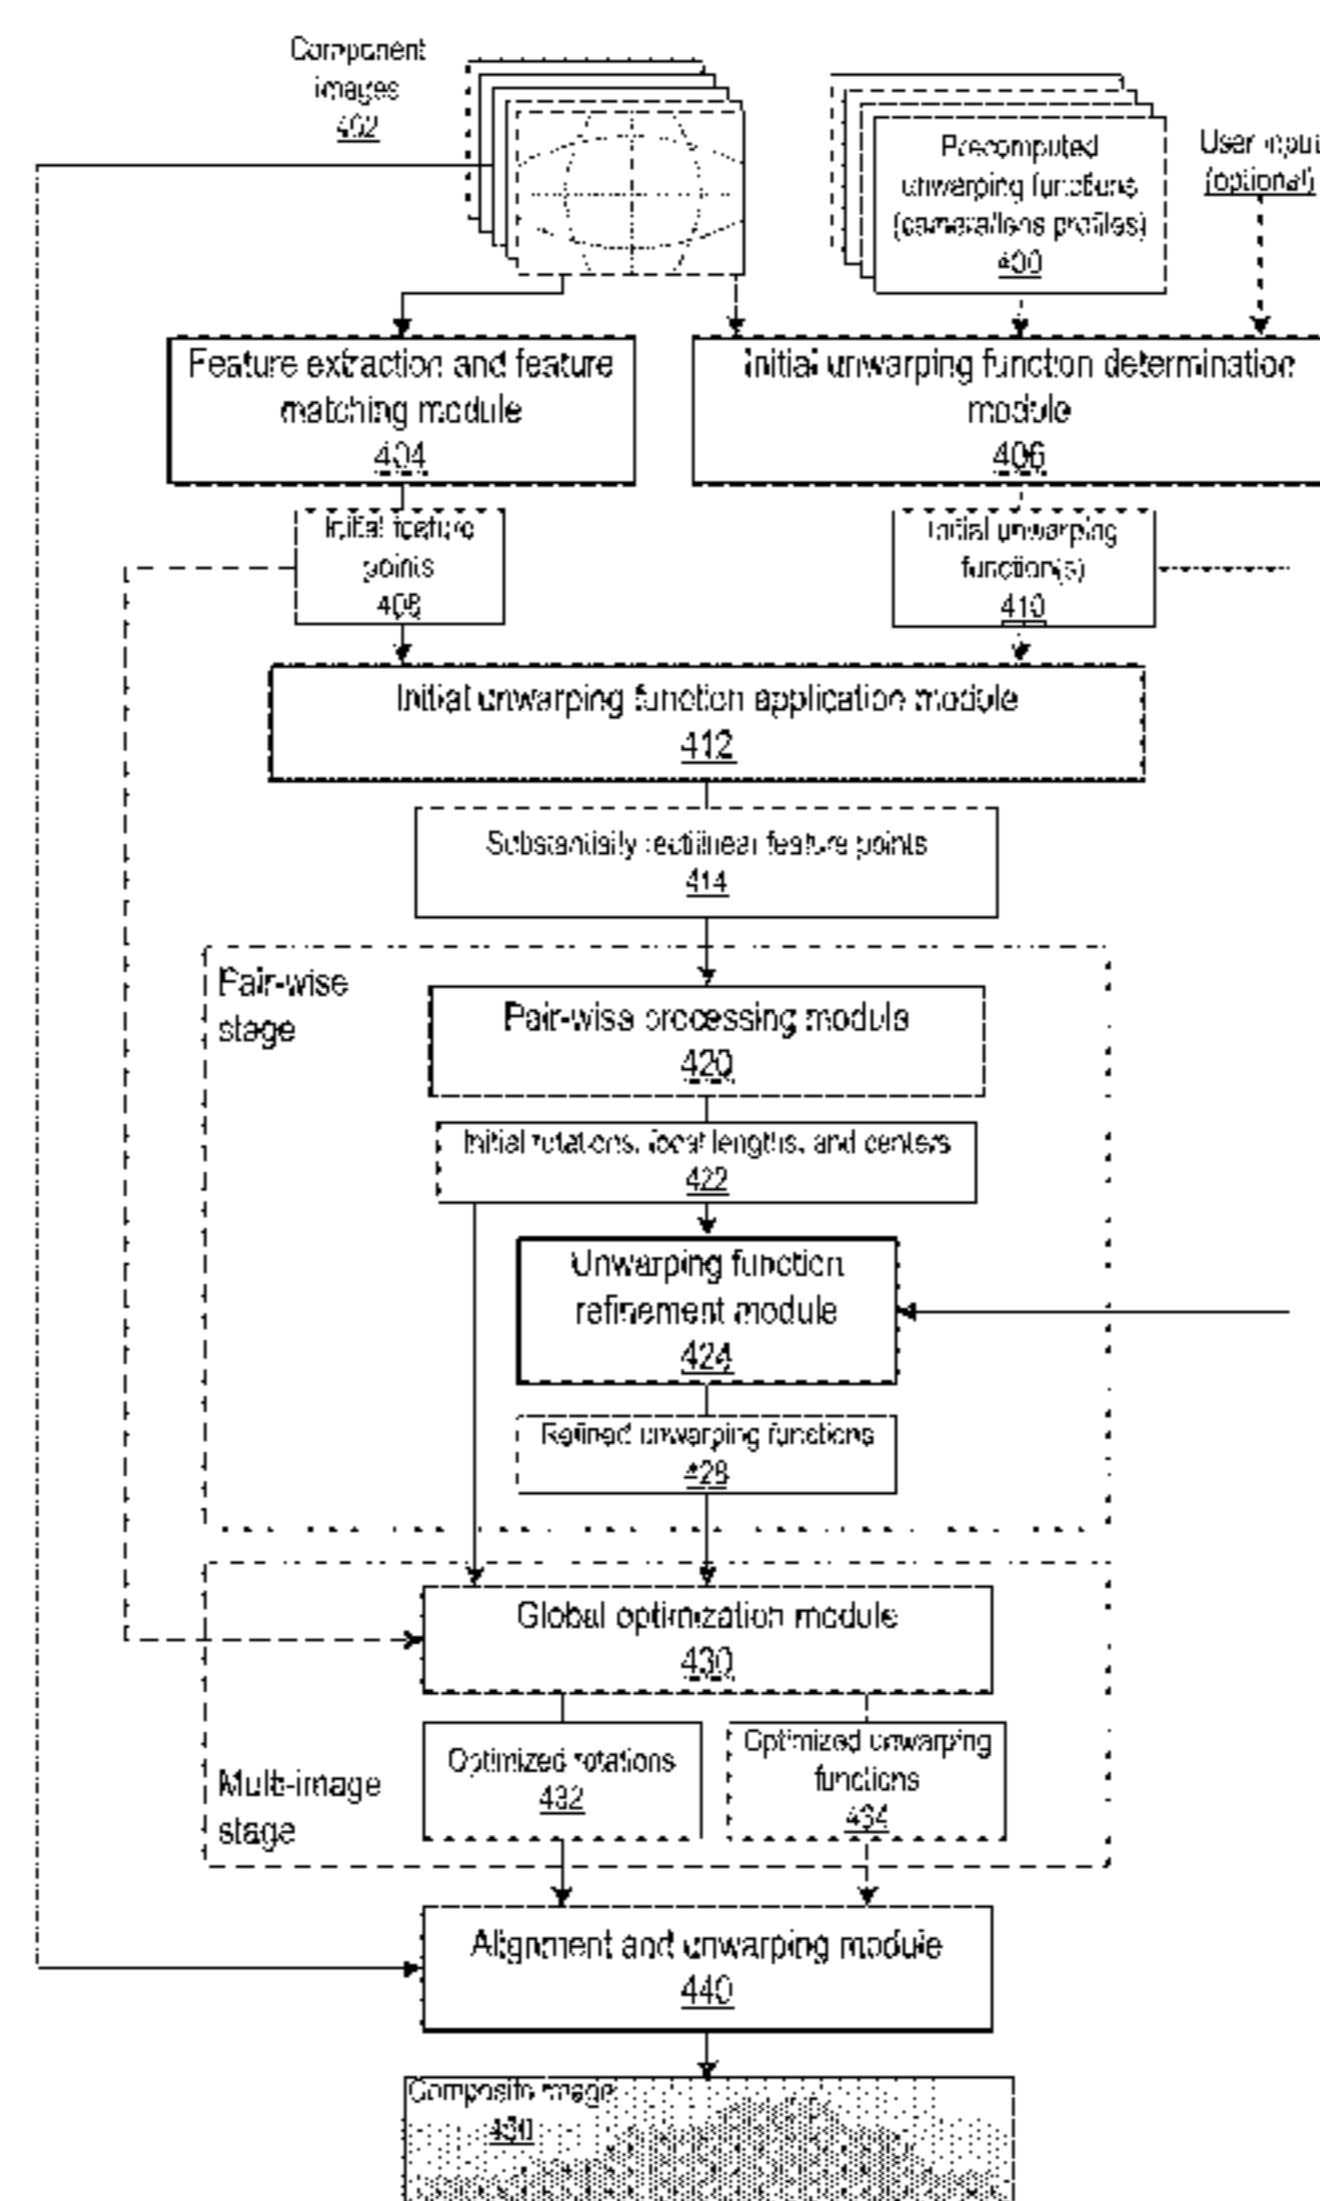 Component
images
402
Precomputed
unwarping functions
(camera/lens profiles)
400
User input
(optional)
Feature extraction and feature
matching module
404
Initial unwarping function determination
module
406
Initial feature
points
408
Initial unwarping
function(s)
410
Initial unwarping function application module
412
Substantially rectilinear feature points
414
Pair-wise
stage
Pair-wise processing module
420
Initial rotations, focal lengths, and centers
422
Unwarping function
refinement module
424
Refined unwarping functions
428
Global optimization module
430
Multi-image
stage
Optimized rotations
432
Optimized unwarping
functions
434
Alignment and unwarping module
440
Composite image
450